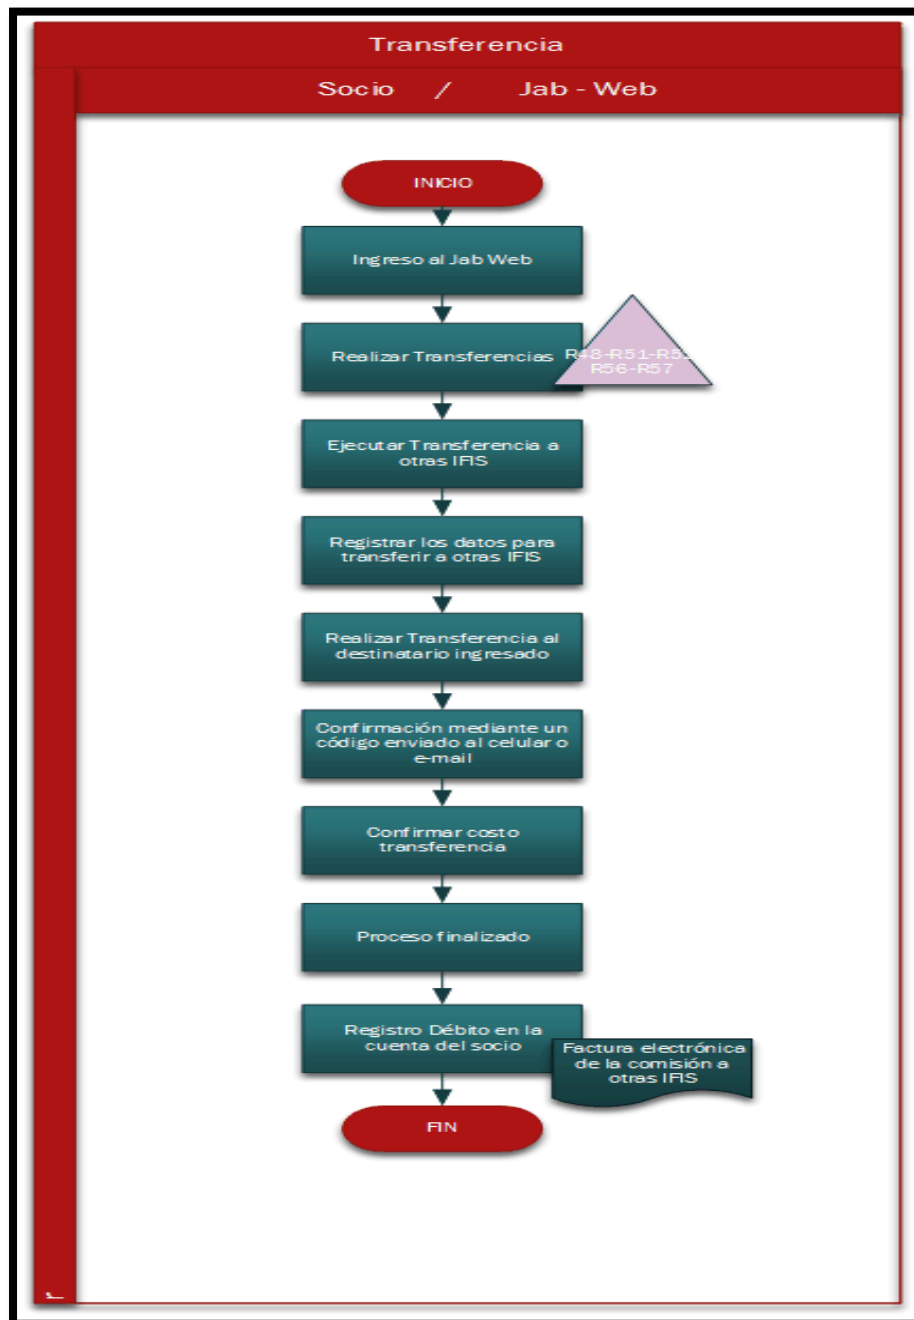 Transferencia
Socio / Jab - Web
INICIO
Ingreso al Jab Web
Realizar Transferencias
R48-R51-R52
R56-R57
Ejecutar Transferencia a
otras IFIS
Registrar los datos para
transferir a otras IFIS
Realizar Transferencia al
destinatario ingresado
Confirmación mediante un
código enviado al celular o
e-mail
Confirmar costo
transferencia
Proceso finalizado
Registro Débito en la
cuenta del socio
Factura electrónica
de la comisión a
otras IFIS
FIN